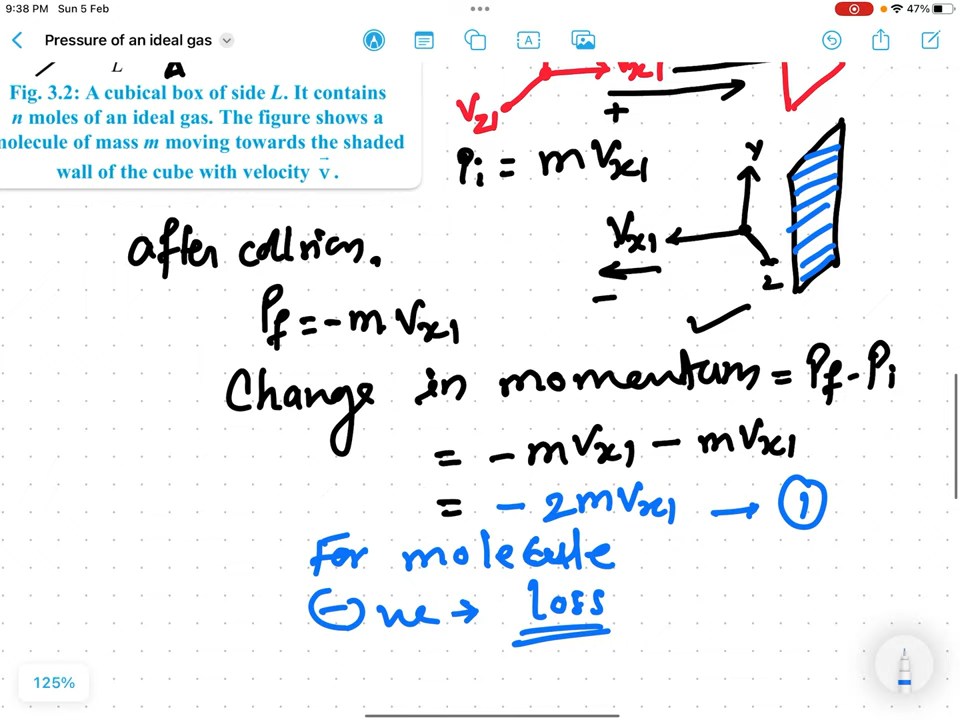 9:38 PM Sun 5 Feb
47%
Pressure of an ideal gas
L A
Fig. 3.2: A cubical box of side L. It contains
n moles of an ideal gas. The figure shows a
molecule of mass m moving towards the shaded
wall of the cube with velocity v⃗.
Vx1
Vz1
+
Pi = mVx1
Y
Vx1
z
−
after collision.
Pf = -m Vx1
Change in momentum = Pf - Pi
= - mVx1 - mVx1
= - 2mVx1 → ①
For molecule
⊖ve → loss
125%